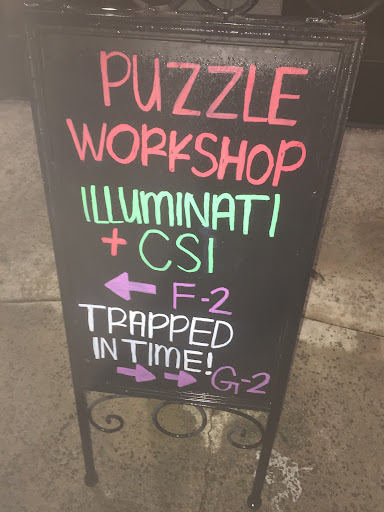 PUZZLE
WORKSHOP
ILLUMINATI
+ CSI
← F-2
TRAPPED
IN TIME!
→ → G-2